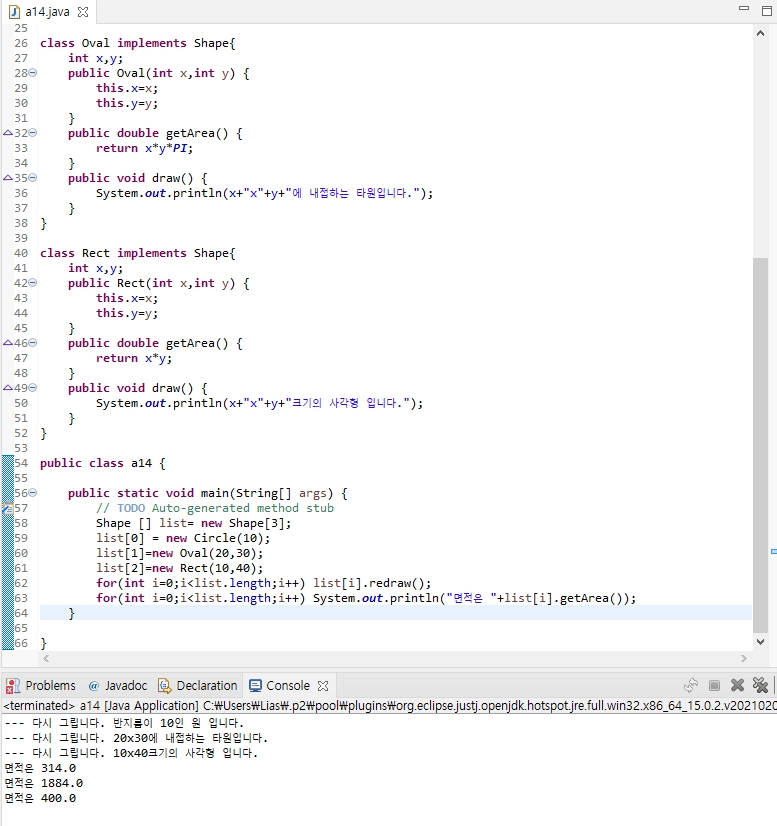 a14.java
25
26 class Oval implements Shape{
27 int x,y;
28 public Oval(int x,int y) {
29 this.x=x;
30 this.y=y;
31 }
32 public double getArea() {
33 return x*y*PI;
34 }
35 public void draw() {
36 System.out.println(x+"x"+y+"에 내접하는 타원입니다.");
37 }
38 }
39
40 class Rect implements Shape{
41 int x,y;
42 public Rect(int x,int y) {
43 this.x=x;
44 this.y=y;
45 }
46 public double getArea() {
47 return x*y;
48 }
49 public void draw() {
50 System.out.println(x+"x"+y+"크기의 사각형 입니다.");
51 }
52 }
53
54 public class a14 {
55
56 public static void main(String[] args) {
57 // TODO Auto-generated method stub
58 Shape [] list= new Shape[3];
59 list[0] = new Circle(10);
60 list[1]=new Oval(20,30);
61 list[2]=new Rect(10,40);
62 for(int i=0;i<list.length;i++) list[i].redraw();
63 for(int i=0;i<list.length;i++) System.out.println("면적은 "+list[i].getArea());
64 }
65
66 }
Problems @ Javadoc Declaration Console
<terminated> a14 [Java Application] C:₩Users₩Lias₩.p2₩pool₩plugins₩org.eclipse.justj.openjdk.hotspot.jre.full.win32.x86_64_15.0.2.v2021020
--- 다시 그립니다. 반지름이 10인 원 입니다.
--- 다시 그립니다. 20x30에 내접하는 타원입니다.
--- 다시 그립니다. 10x40크기의 사각형 입니다.
면적은 314.0
면적은 1884.0
면적은 400.0